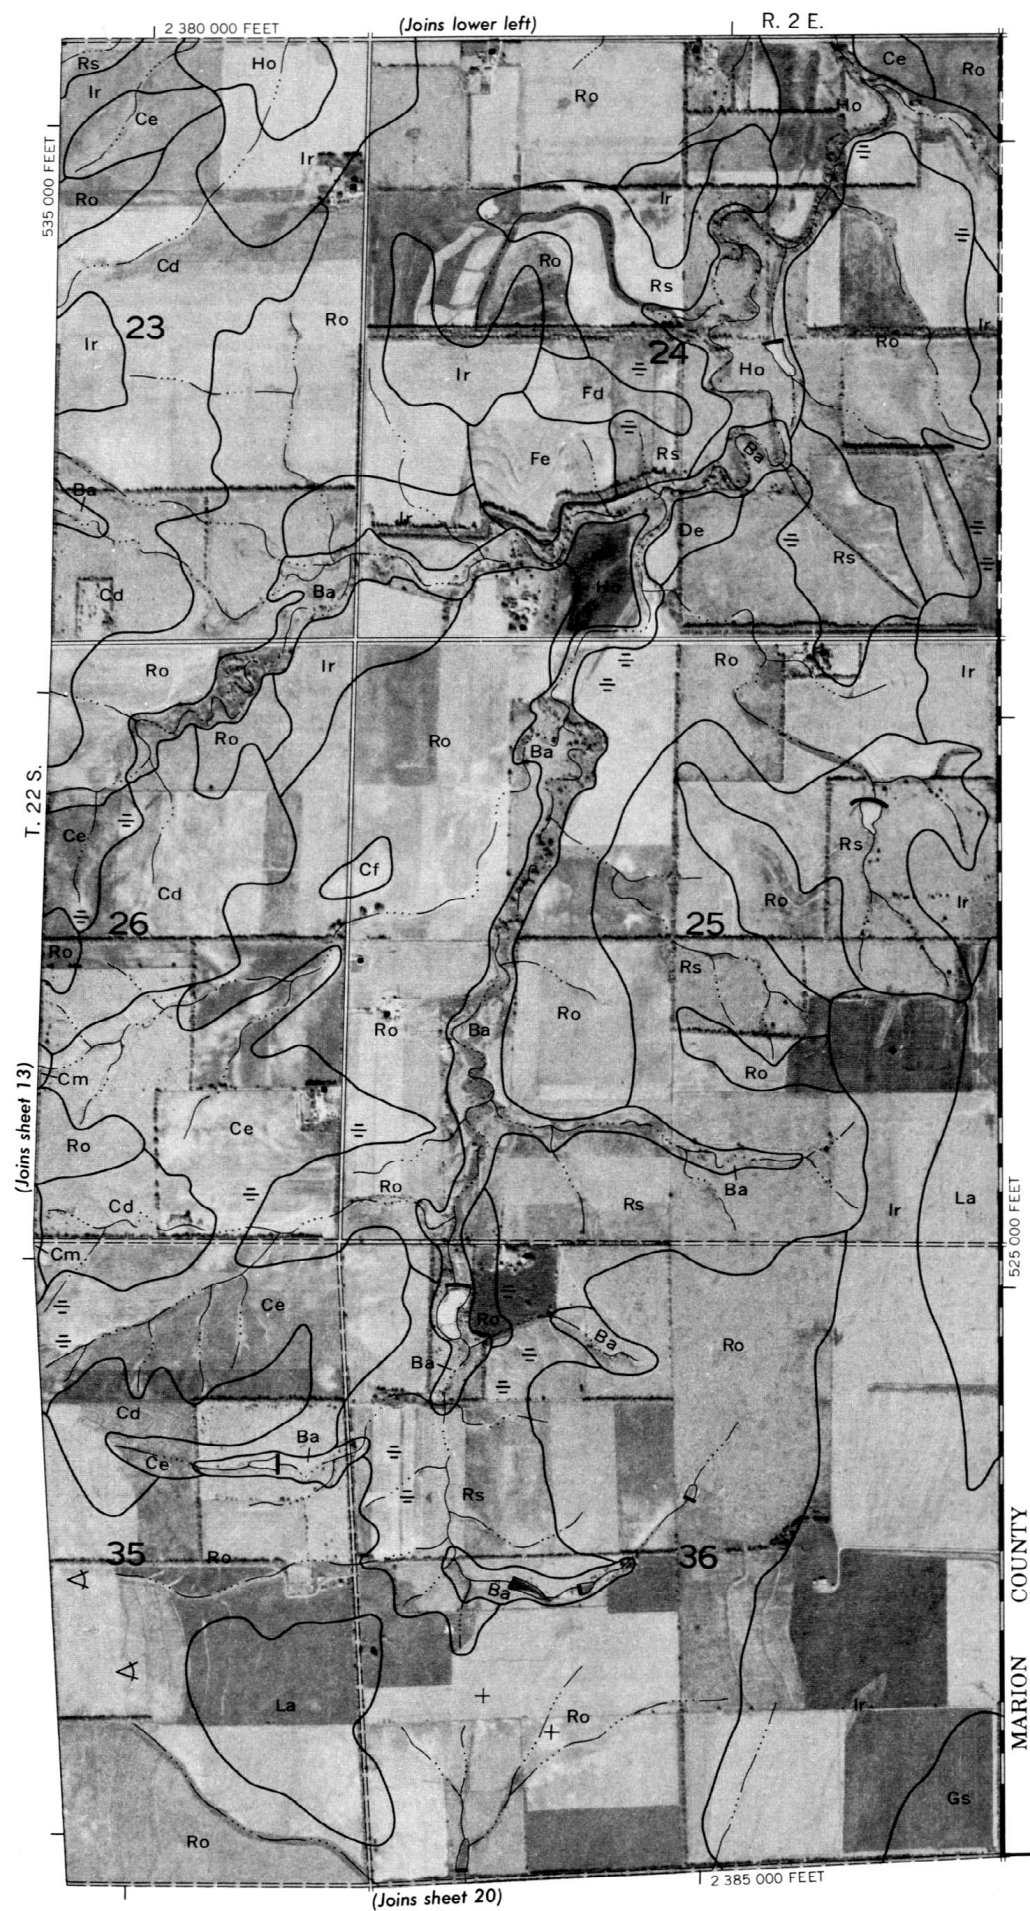 2 380 000 FEET
(Joins lower left)
R. 2 E.
Rs
Ho
Ce
Ro
Ir
Ro
Ce
Ho
Ir
535 000 FEET
Ro
Ir
Cd
Ro
Rs
23
Ro
Ir
Ir
Ro
24
Ir
Ho
Fd
Fe
Rs
Ba
Ba
Ir
De
Rs
Cd
Ba
Ho
Ro
Ir
Ro
Ir
Ro
Ro
Ba
T. 22 S.
Ce
Rs
Cf
Cd
Ro
Ir
26
25
Ro
Rs
Ro
Ro
Ba
Cm
Ro
(Joins sheet 13)
Ce
Ro
Ro
Ba
Cd
Rs
Ir
La
525 000 FEET
Cm
Ce
Ro
Ba
Ro
Ba
Cd
Ba
Ce
Rs
35
Ro
36
Ba
MARION COUNTY
La
Ro
Ir
Gs
Ro
2 385 000 FEET
(Joins sheet 20)